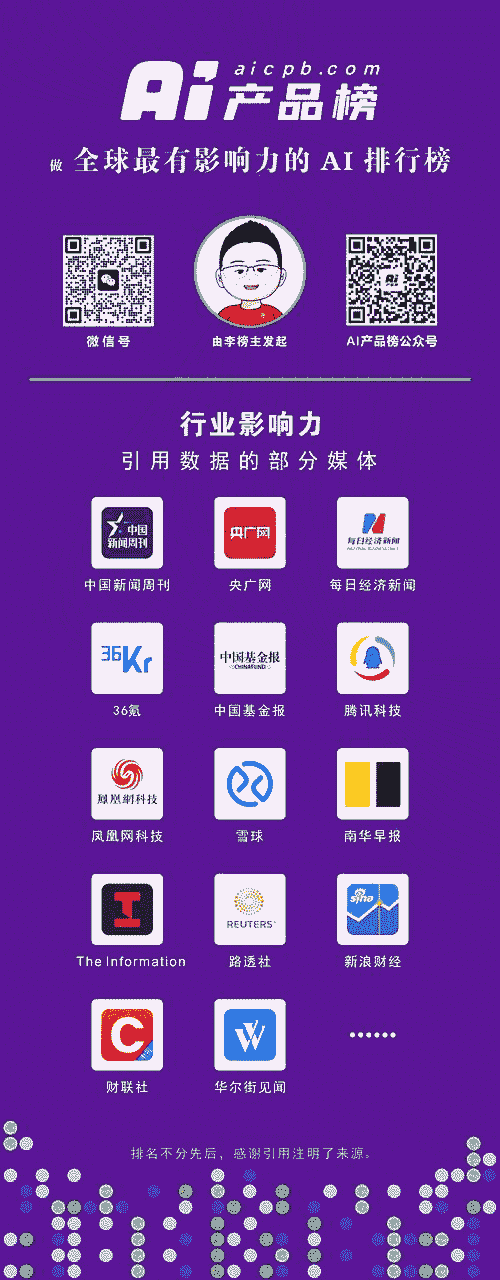 Ai
aicpb.com
产品榜
做 全球最有影响力的 AI 排行榜
Ai
微信号
由李榜主发起
AI产品榜公众号
行业影响力
引用数据的部分媒体
中国
新闻周刊
央广网
每日经济新闻
中国新闻周刊
央广网
每日经济新闻
36Kr
中国基金报
CHINAFUND
36氪
中国基金报
腾讯科技
鳳凰網科技
凤凰网科技
雪球
南华早报
I
REUTERS
sina
The Information
路透社
新浪财经
C
W
财联社
华尔街见闻
······
排名不分先后，感谢引用注明了来源。